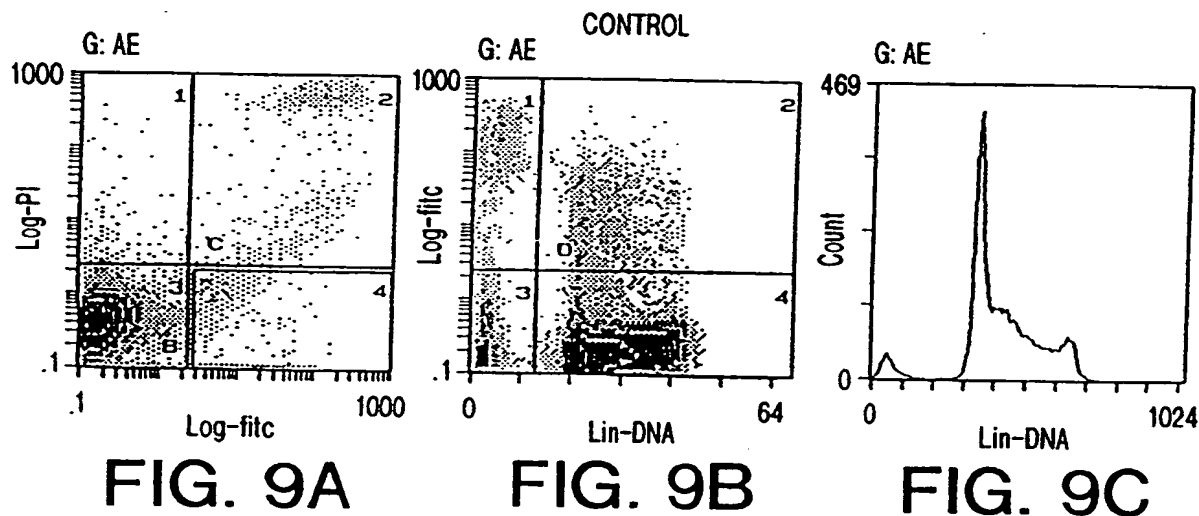 CONTROL
G: AE
1000
1
2
Log-PI
C
3
4
B
.1
.1
1000
Log-fitc
FIG. 9A
G: AE
1000
1
2
Log-fitc
D
3
4
.1
0
64
Lin-DNA
FIG. 9B
G: AE
469
Count
0
0
1024
Lin-DNA
FIG. 9C